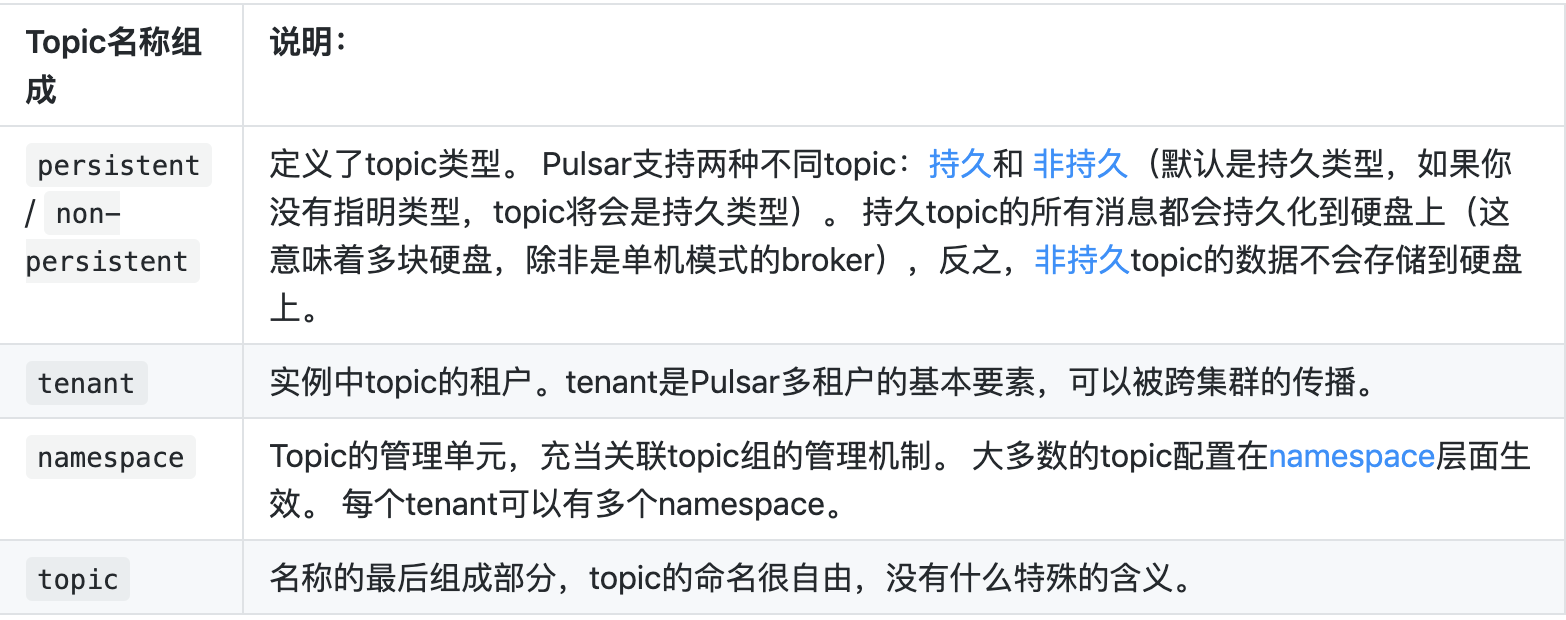 Topic名称组
成
说明：
persistent
/ non-
persistent
定义了topic类型。 Pulsar支持两种不同topic：持久和 非持久（默认是持久类型，如果你
没有指明类型，topic将会是持久类型）。 持久topic的所有消息都会持久化到硬盘上（这
意味着多块硬盘，除非是单机模式的broker），反之，非持久topic的数据不会存储到硬盘
上。
tenant
实例中topic的租户。tenant是Pulsar多租户的基本要素，可以被跨集群的传播。
namespace
Topic的管理单元，充当关联topic组的管理机制。 大多数的topic配置在namespace层面生
效。 每个tenant可以有多个namespace。
topic
名称的最后组成部分，topic的命名很自由，没有什么特殊的含义。